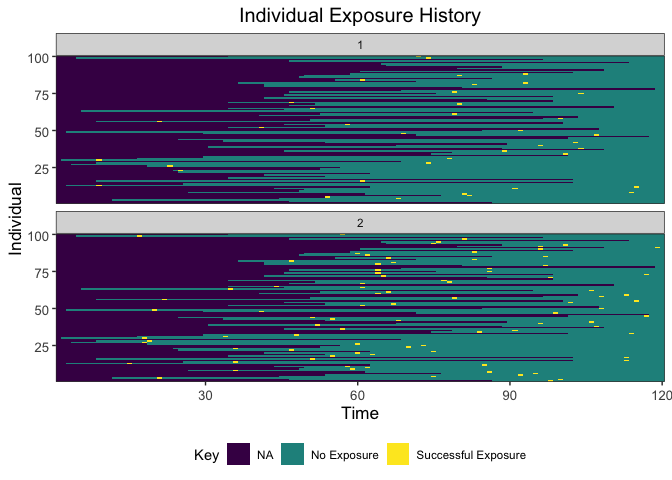 Individual Exposure History
1
100
75
50
25
2
100
75
50
25
Individual
30 60 90 120
Time
Key NA No Exposure Successful Exposure